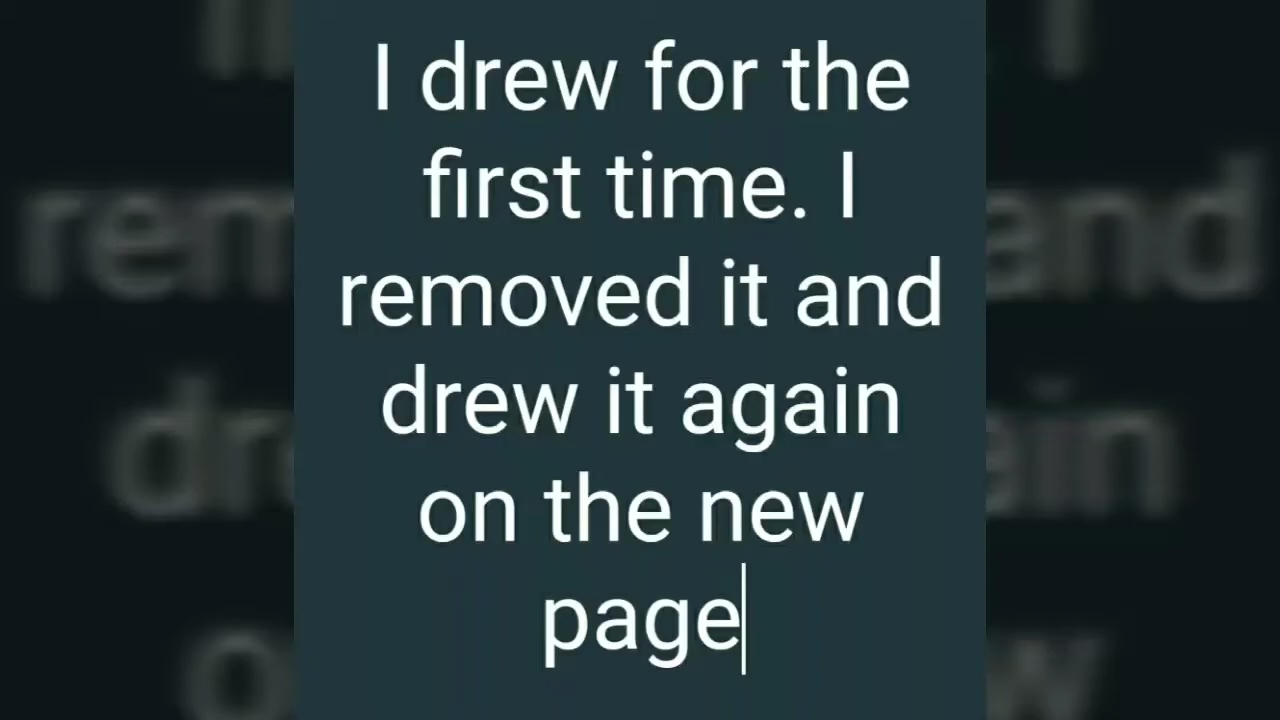 I drew for the
first time. I
removed it and
drew it again
on the new
page